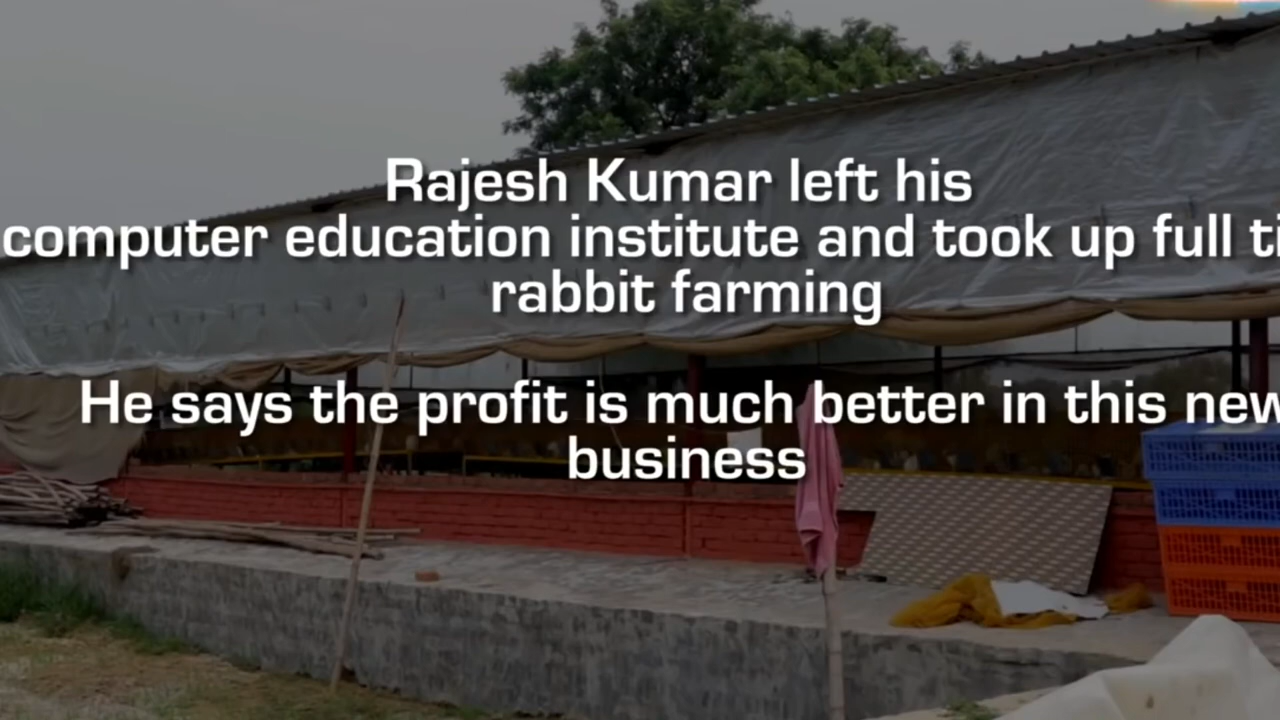 Rajesh Kumar left his
computer education institute and took up full ti
rabbit farming
He says the profit is much better in this new
business